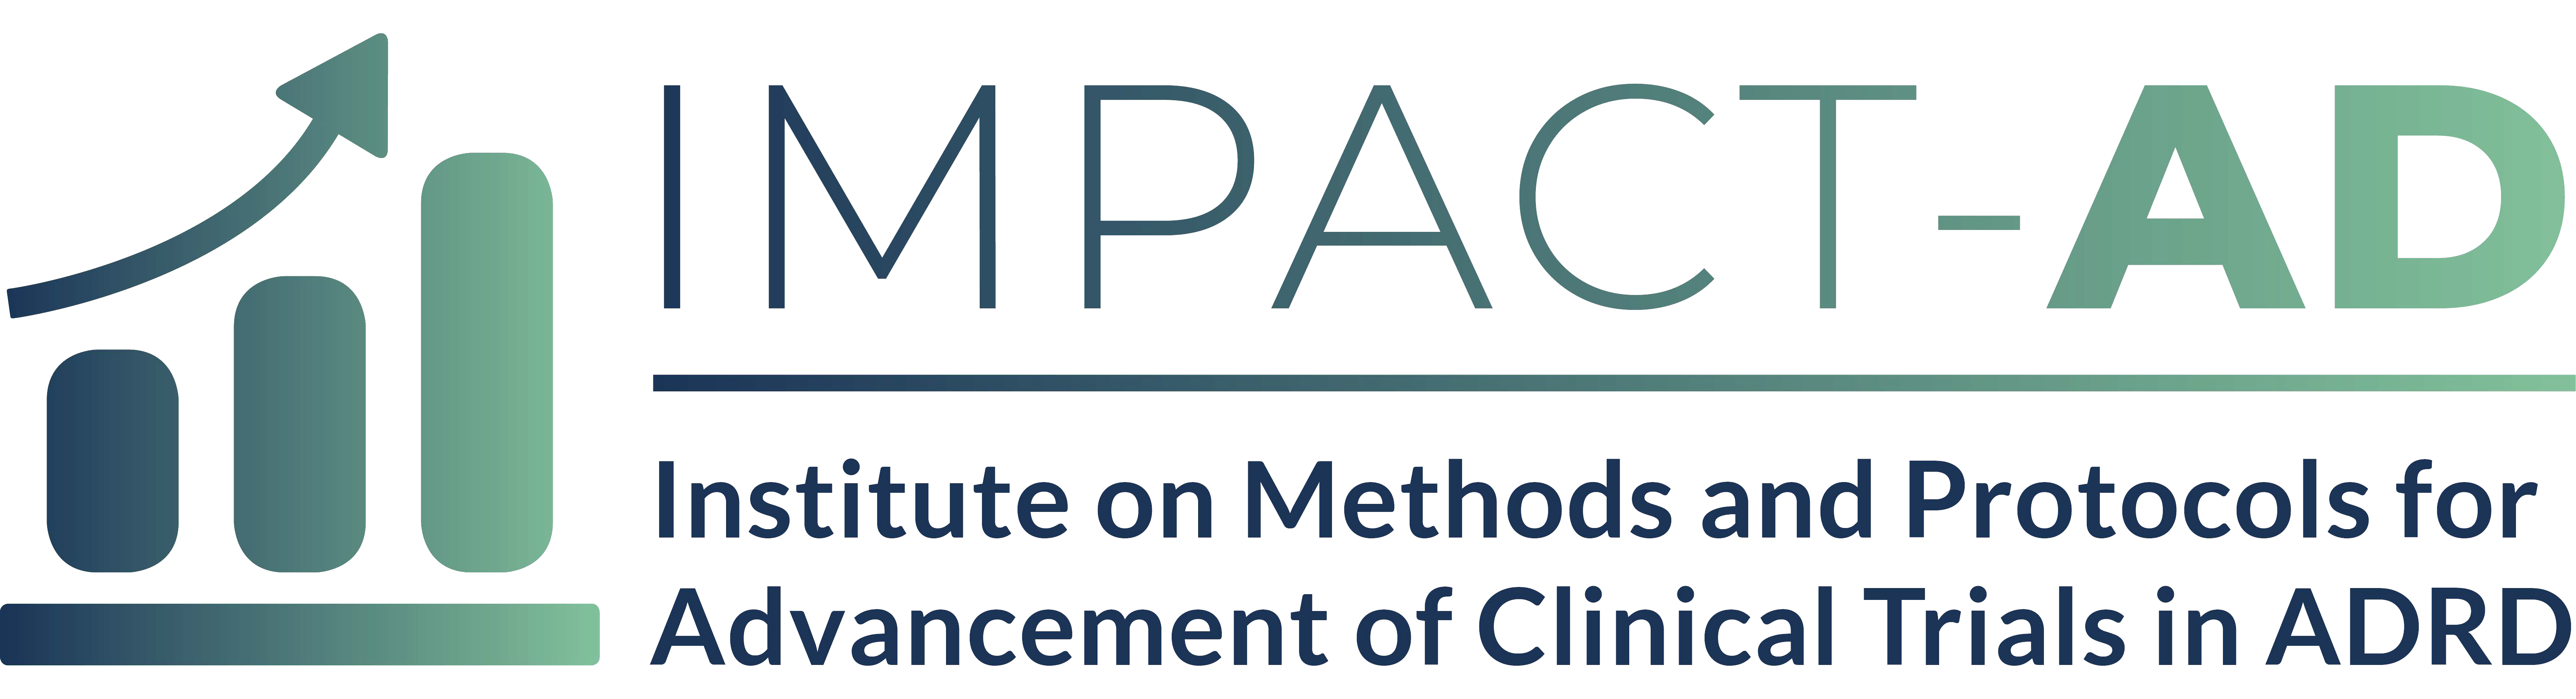 IMPACT-AD
Institute on Methods and Protocols for
Advancement of Clinical Trials in ADRD